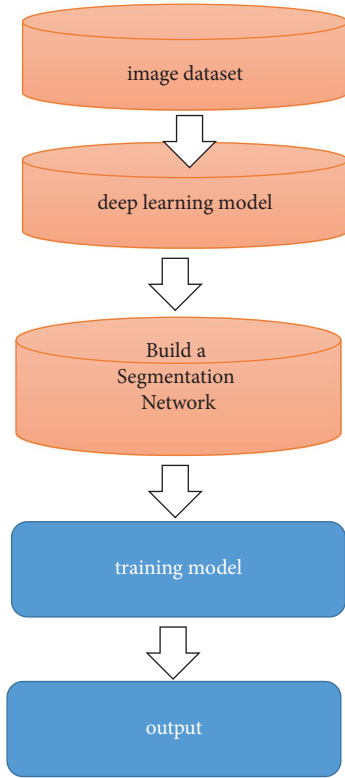 image dataset
deep learning model
Build a
Segmentation
Network
training model
output